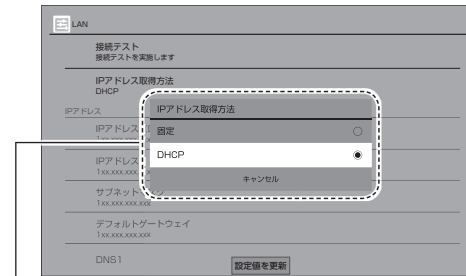 LAN
接続テスト
接続テストを実施します
IPアドレス取得方法
DHCP
IPアドレス
IPアドレス
1xx.xxx.xxx.x
IPアドレス取得方法
固定
DHCP
キャンセル
IPアドレス
1xx.xxx.xxx.x
サブネット
1xx.xxx.xxx.xxx
デフォルトゲートウェイ
1xx.xxx.xxx.xxx
DNS1
設定値を更新